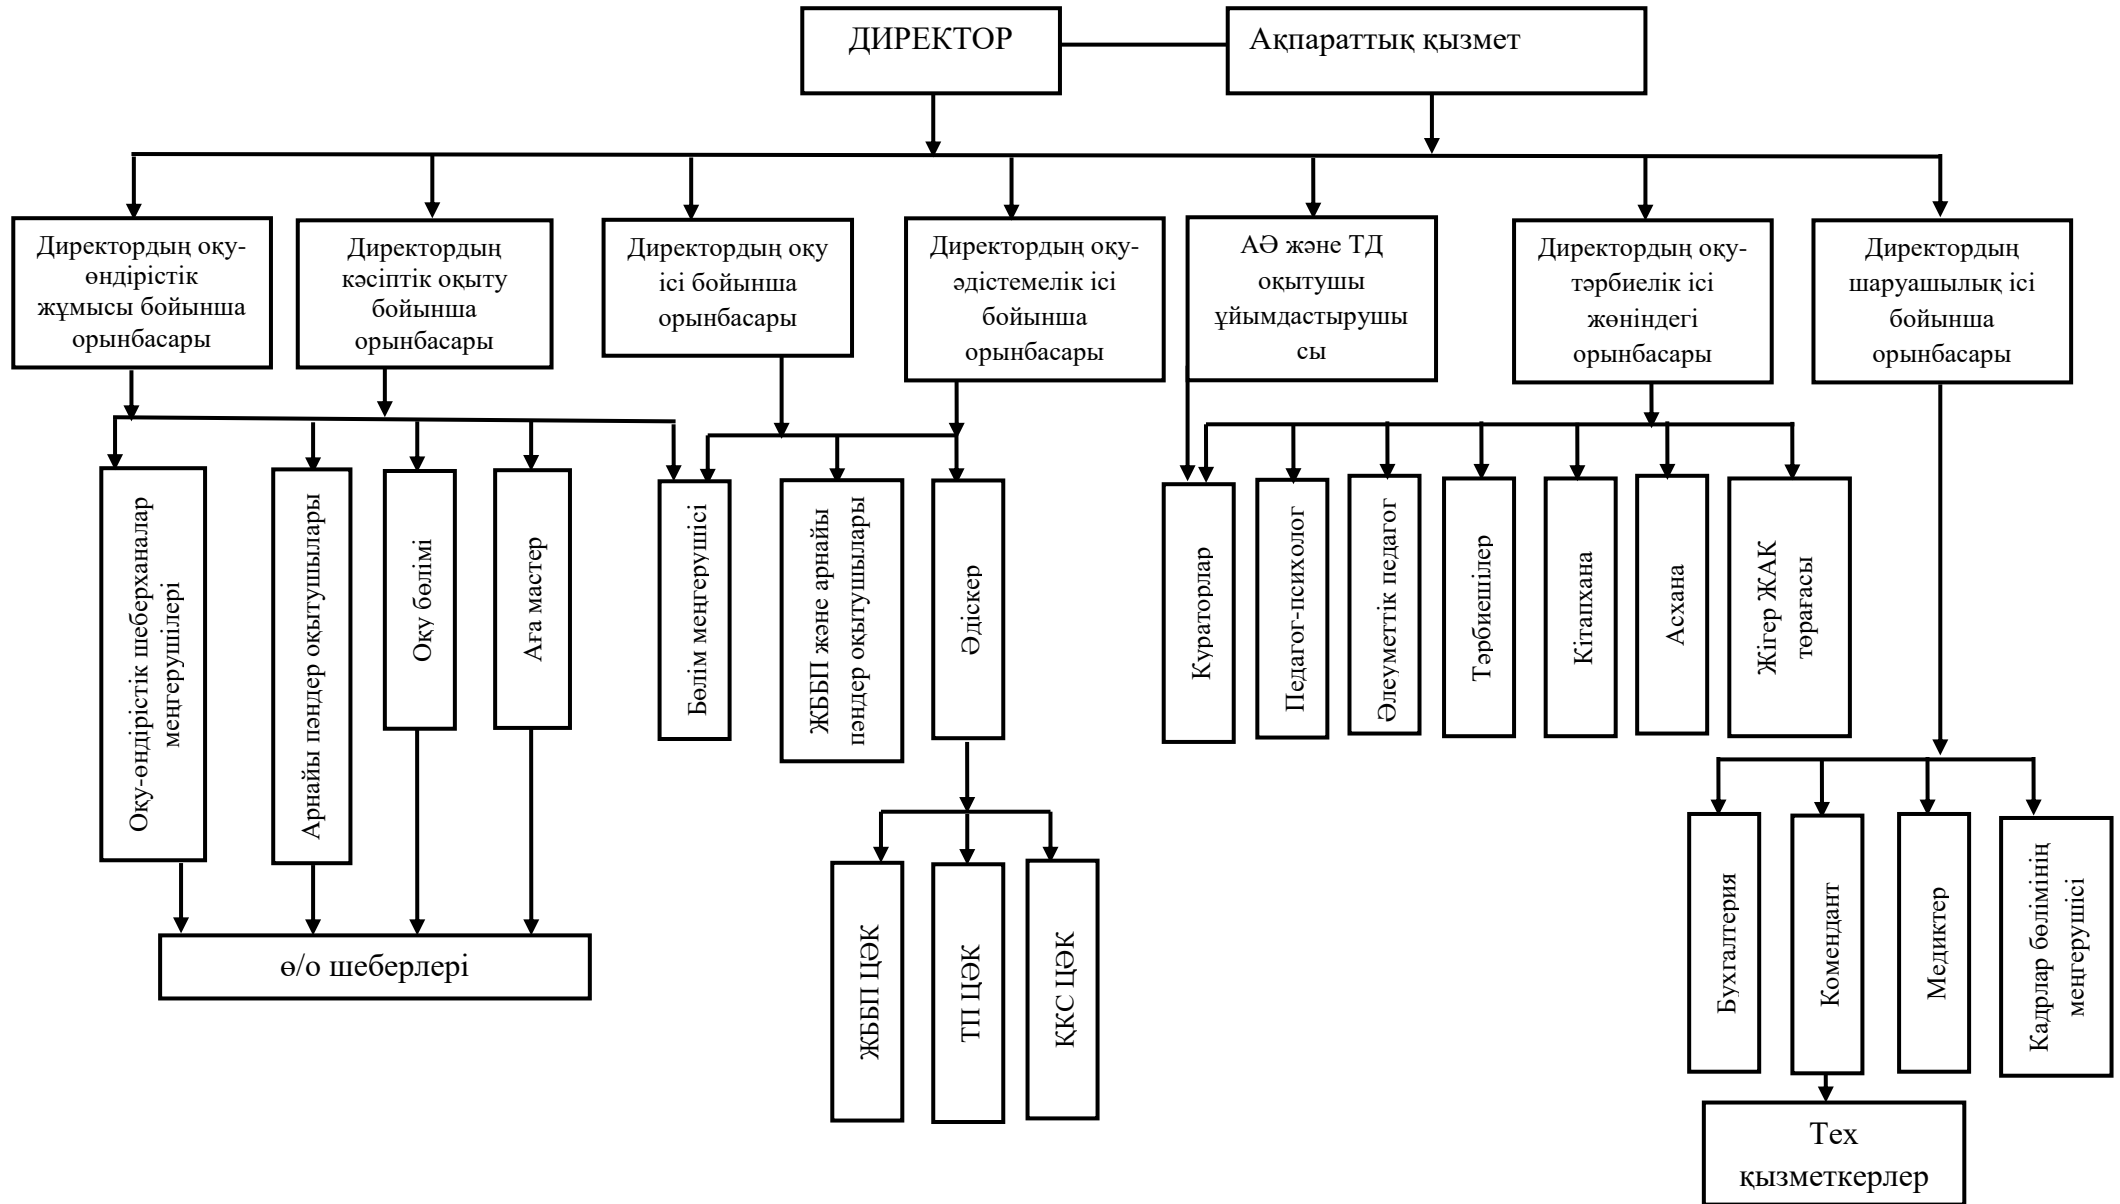 ДИРЕКТОР
Ақпараттық қызмет
Директордың оқу-
өндірістік
жұмысы бойынша
орынбасары
Директордың
кәсіптік оқыту
бойынша
орынбасары
Директордың оқу
ісі бойынша
орынбасары
Директордың оқу-
әдістемелік ісі
бойынша
орынбасары
АӘ және ТД
оқытушы
ұйымдастырушы
сы
Директордың оқу-
тәрбиелік ісі
жөніндегі
орынбасары
Директордың
шаруашылық ісі
бойынша
орынбасары
Оқу-өндірістік шеберханалар
меңгерушілері
Арнайы пәндер оқытушылары
Оқу бөлімі
Аға мастер
Бөлім меңгерушісі
ЖББП және арнайы
пәндер оқытушылары
Әдіскер
Кураторлар
Педагог-психолог
Әлеуметтік педагог
Тәрбиешілер
Кітапхана
Асхана
Жігер ЖАК
төрағасы
ө/о шеберлері
ЖББП ЦӘК
ТП ЦӘК
ҚКС ЦӘК
Бухгалтерия
Комендант
Медиктер
Кадрлар бөлімінің
меңгерушісі
Тех
қызметкерлер